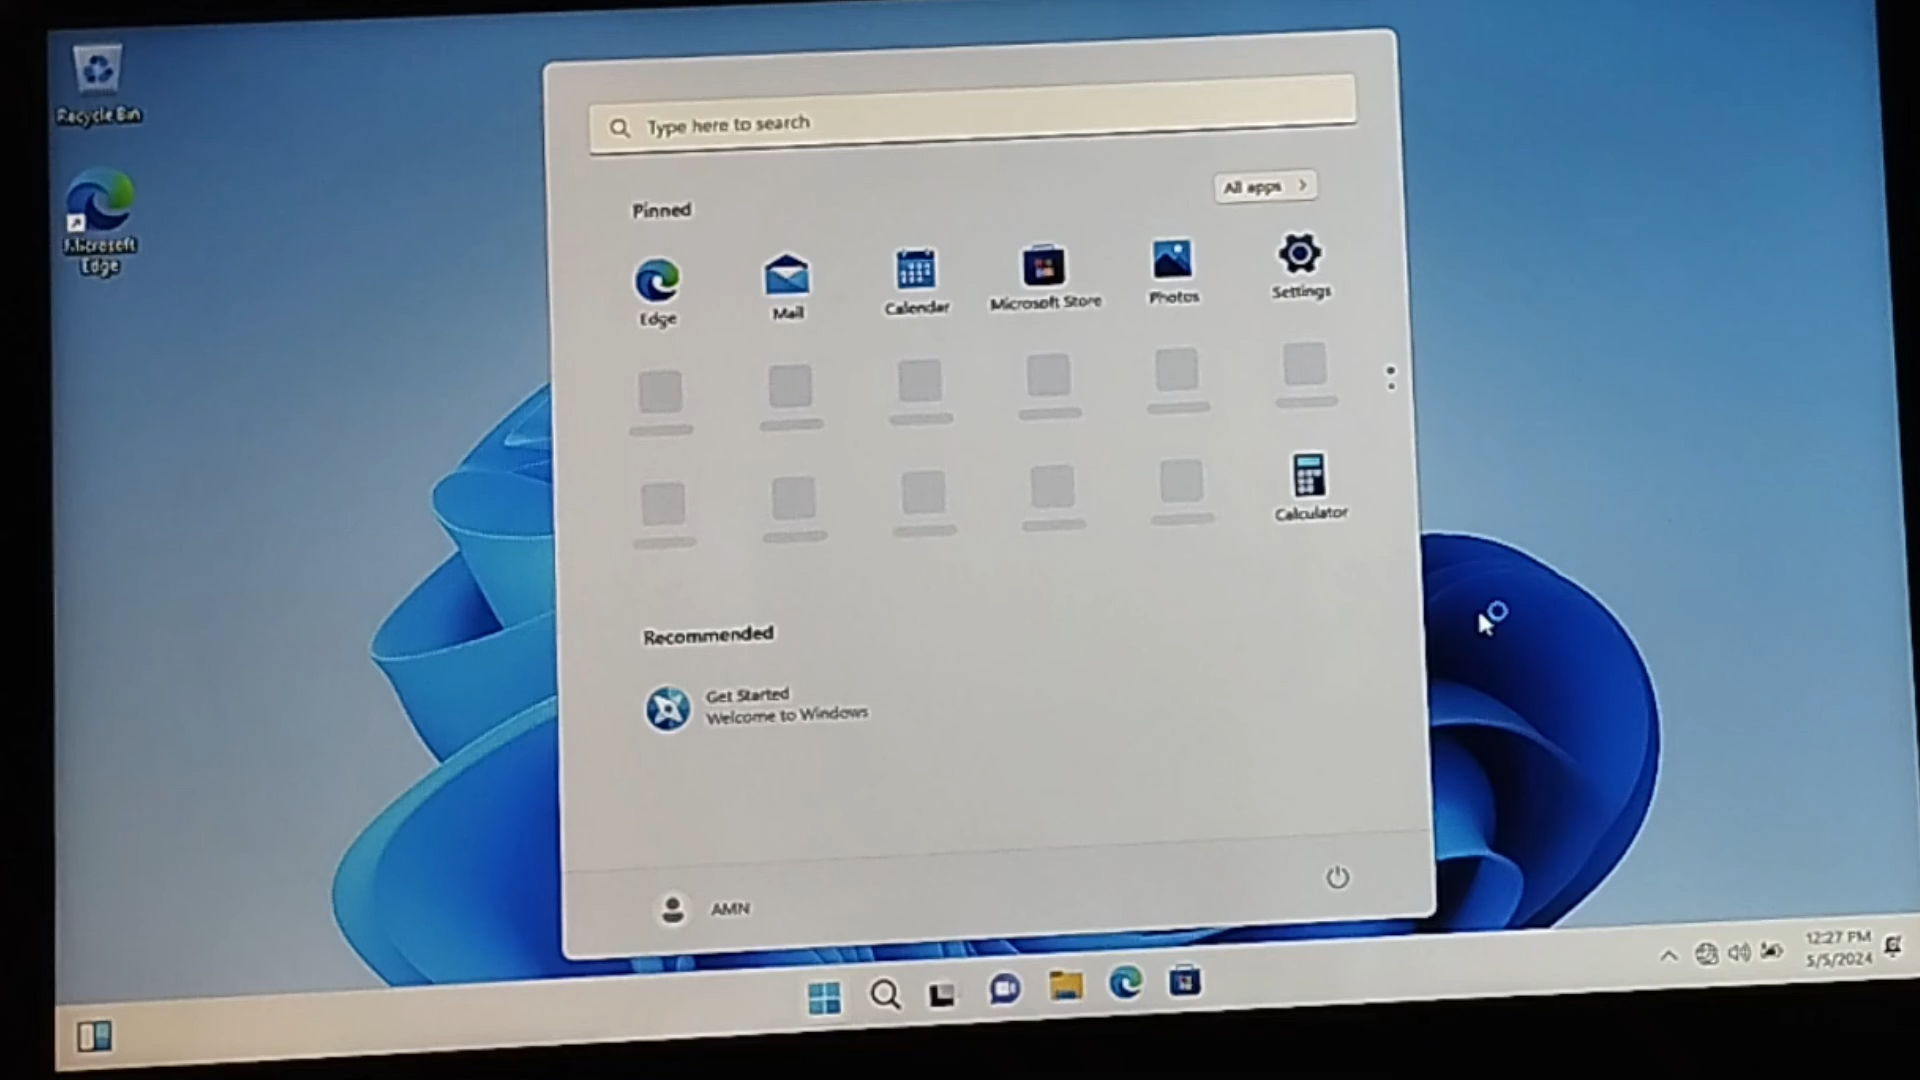 Recycle Bin
Microsoft
Edge
Type here to search
Pinned
All apps
Edge
Mail
Calendar
Microsoft Store
Photos
Settings
Calculator
Recommended
Get Started
Welcome to Windows
AMN
12:27 PM
5/5/2024